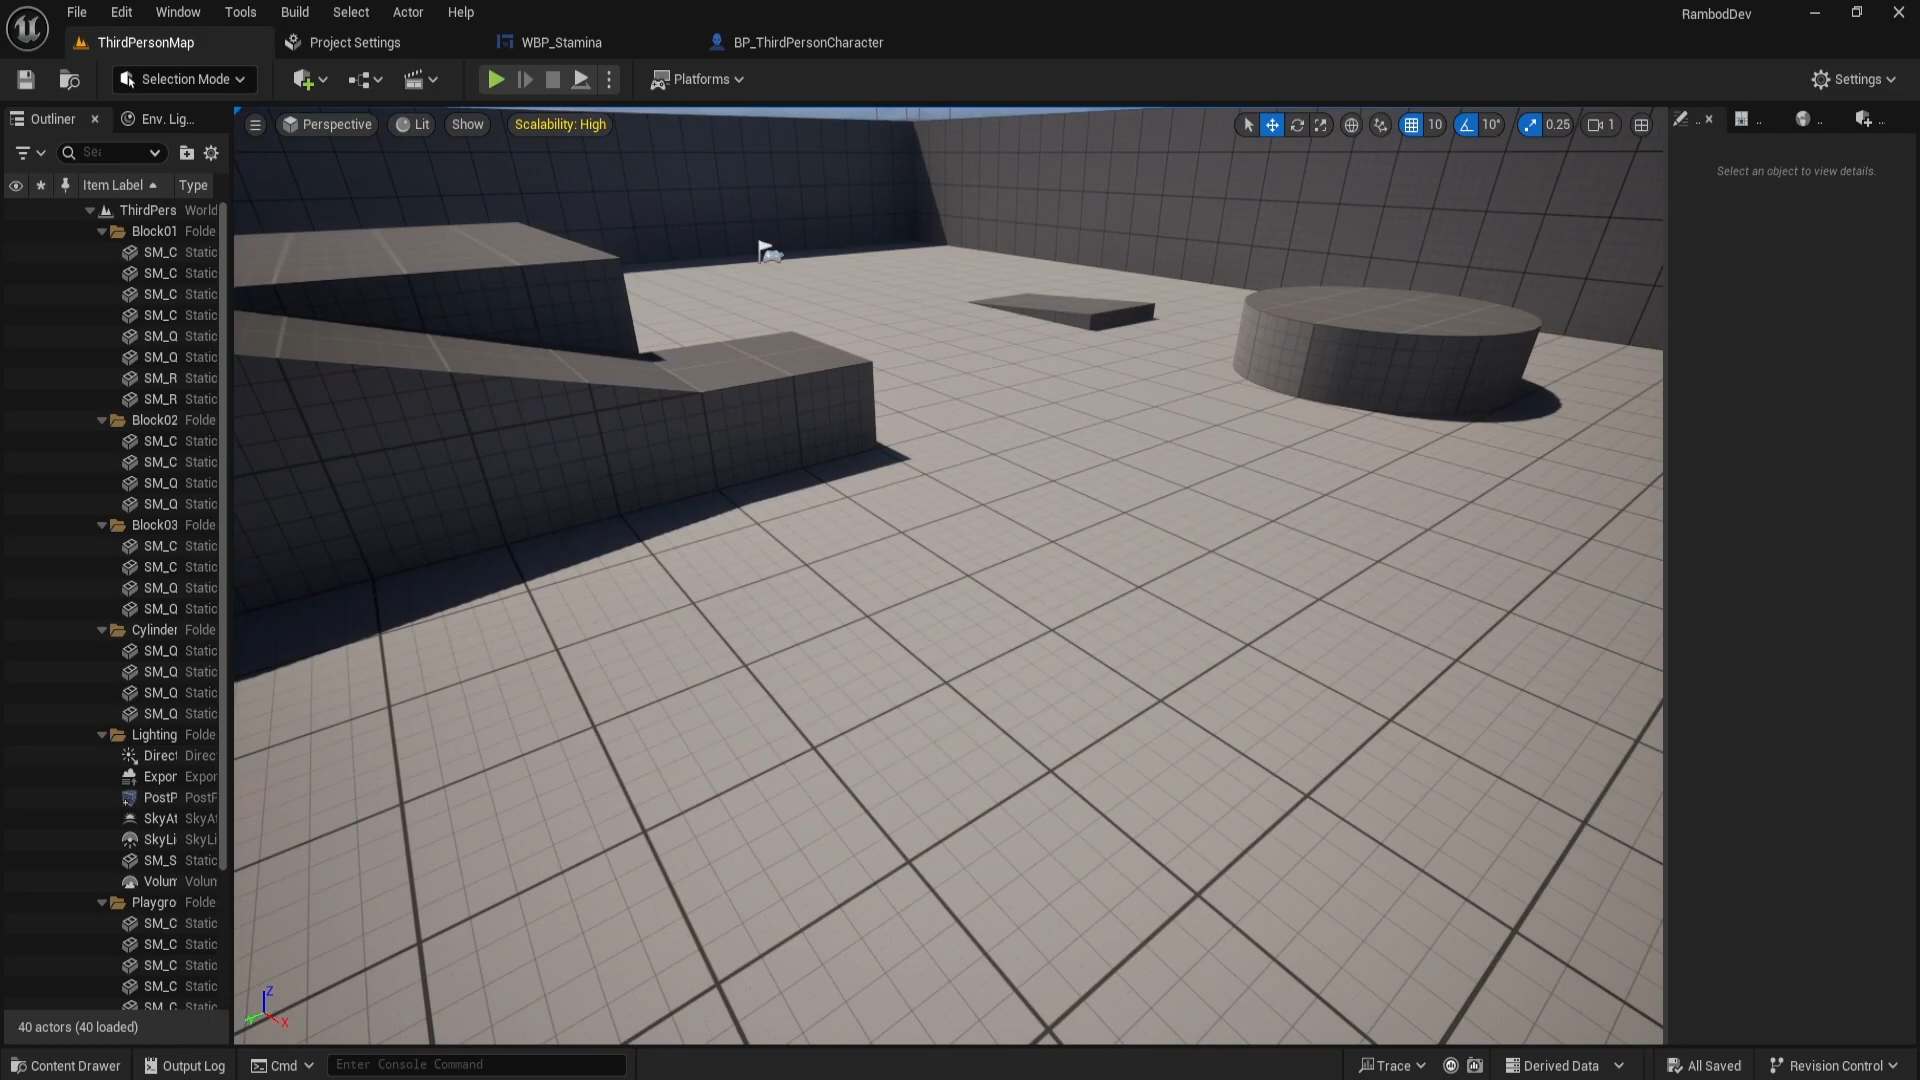 File Edit Window Tools Build Select Actor Help
RambodDev
ThirdPersonMap
Project Settings
WBP_Stamina
BP_ThirdPersonCharacter
Selection Mode
Platforms
Settings
Outliner
Env. Lig...
Perspective
Lit
Show
Scalability: High
10
10°
0.25
1
..
..
..
..
Sea
Item Label
Type
Select an object to view details.
ThirdPers World
Block01 Folde
SM_C Static
SM_C Static
SM_C Static
SM_C Static
SM_Q Static
SM_Q Static
SM_R Static
SM_R Static
Block02 Folde
SM_C Static
SM_C Static
SM_Q Static
SM_Q Static
Block03 Folde
SM_C Static
SM_C Static
SM_Q Static
SM_Q Static
Cylinder Folde
SM_Q Static
SM_Q Static
SM_Q Static
SM_Q Static
Lighting Folde
Direct Direc
Expor Expor
PostP PostP
SkyAt SkyAt
SkyLi SkyLi
SM_S Static
Volum Volum
Playgro Folde
SM_C Static
SM_C Static
SM_C Static
SM_C Static
SM_C Static
Z
X
40 actors (40 loaded)
Content Drawer
Output Log
Cmd
Enter Console Command
Trace
Derived Data
All Saved
Revision Control